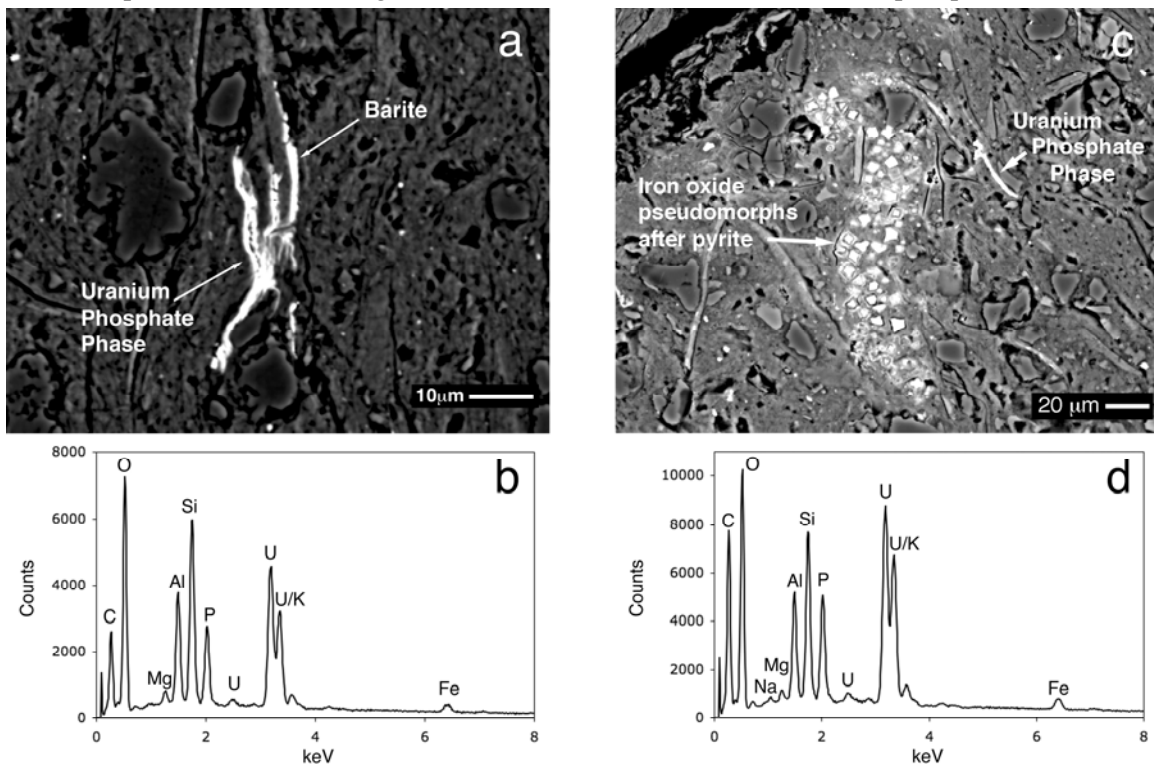 a
Barite
Uranium
Phosphate
Phase
10μm
c
Uranium
Phosphate
Phase
Iron oxide
pseudomorphs
after pyrite
20 μm
b
8000
6000
4000
2000
0
Counts
C
O
Mg
Al
Si
P
U
U
U/K
Fe
0
2
4
6
8
keV
d
10000
8000
6000
4000
2000
0
Counts
C
O
Na
Mg
Al
Si
P
U
U
U/K
Fe
0
2
4
6
8
keV